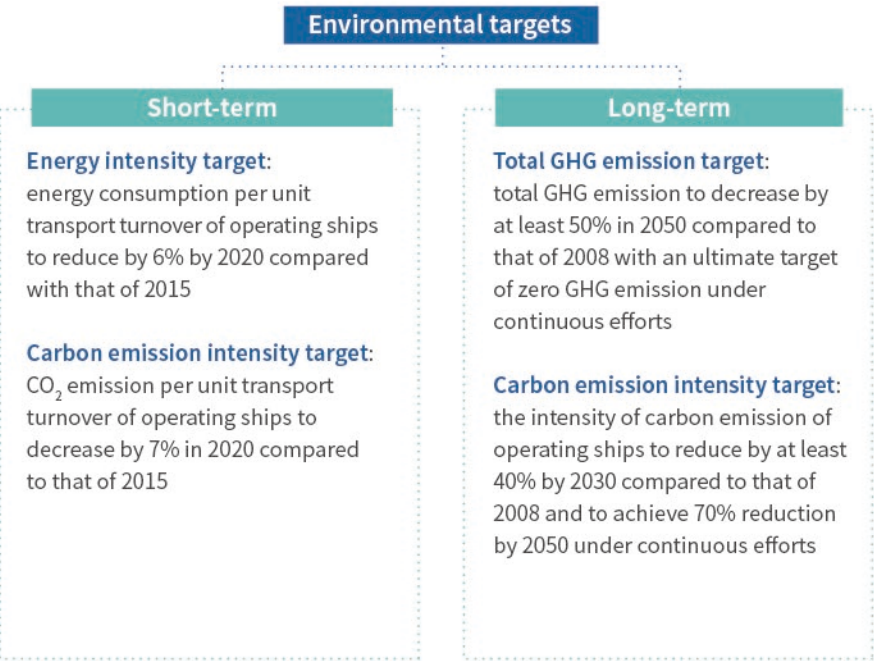 Environmental targets
Short-term
Energy intensity target:
energy consumption per unit
transport turnover of operating ships
to reduce by 6% by 2020 compared
with that of 2015
Carbon emission intensity target:
CO₂ emission per unit transport
turnover of operating ships to
decrease by 7% in 2020 compared
to that of 2015
Long-term
Total GHG emission target:
total GHG emission to decrease by
at least 50% in 2050 compared to
that of 2008 with an ultimate target
of zero GHG emission under
continuous efforts
Carbon emission intensity target:
the intensity of carbon emission of
operating ships to reduce by at least
40% by 2030 compared to that of
2008 and to achieve 70% reduction
by 2050 under continuous efforts